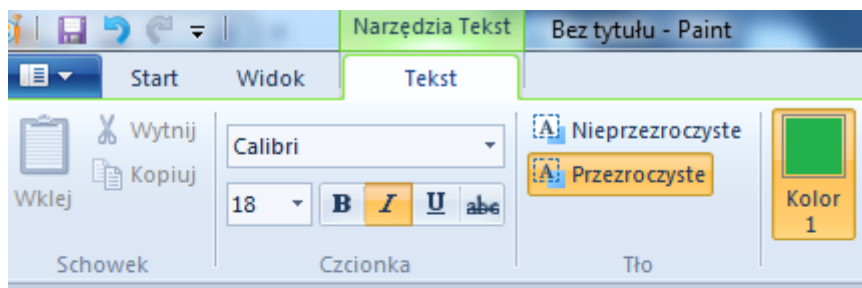 Narzędzia Tekst Bez tytułu - Paint
Start Widok Tekst
Wytnij
Kopiuj
Wklej
Schowek
Calibri
18 B I U abc
Czcionka
Nieprzezroczyste
Przezroczyste
Tło
Kolor
1